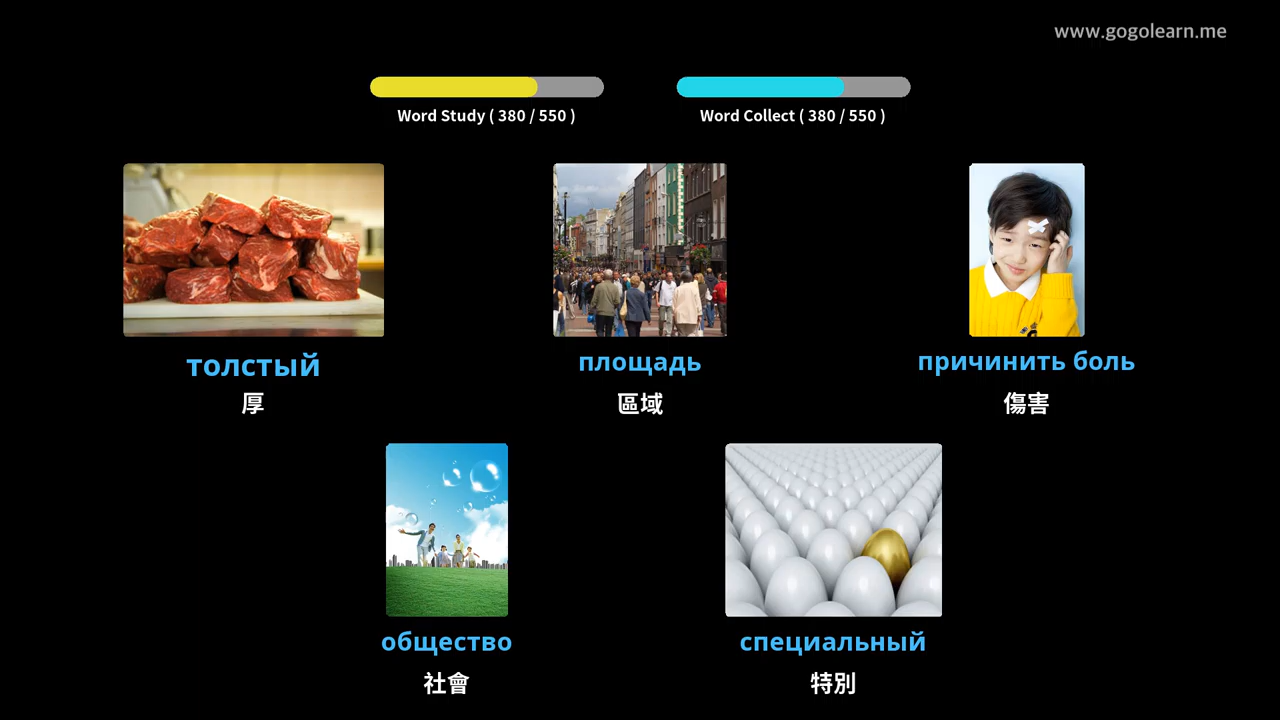 www.gogolearn.me
Word Study ( 380 / 550 )
Word Collect ( 380 / 550 )
толстый
厚
площадь
區域
причинить боль
傷害
общество
社會
специальный
特別